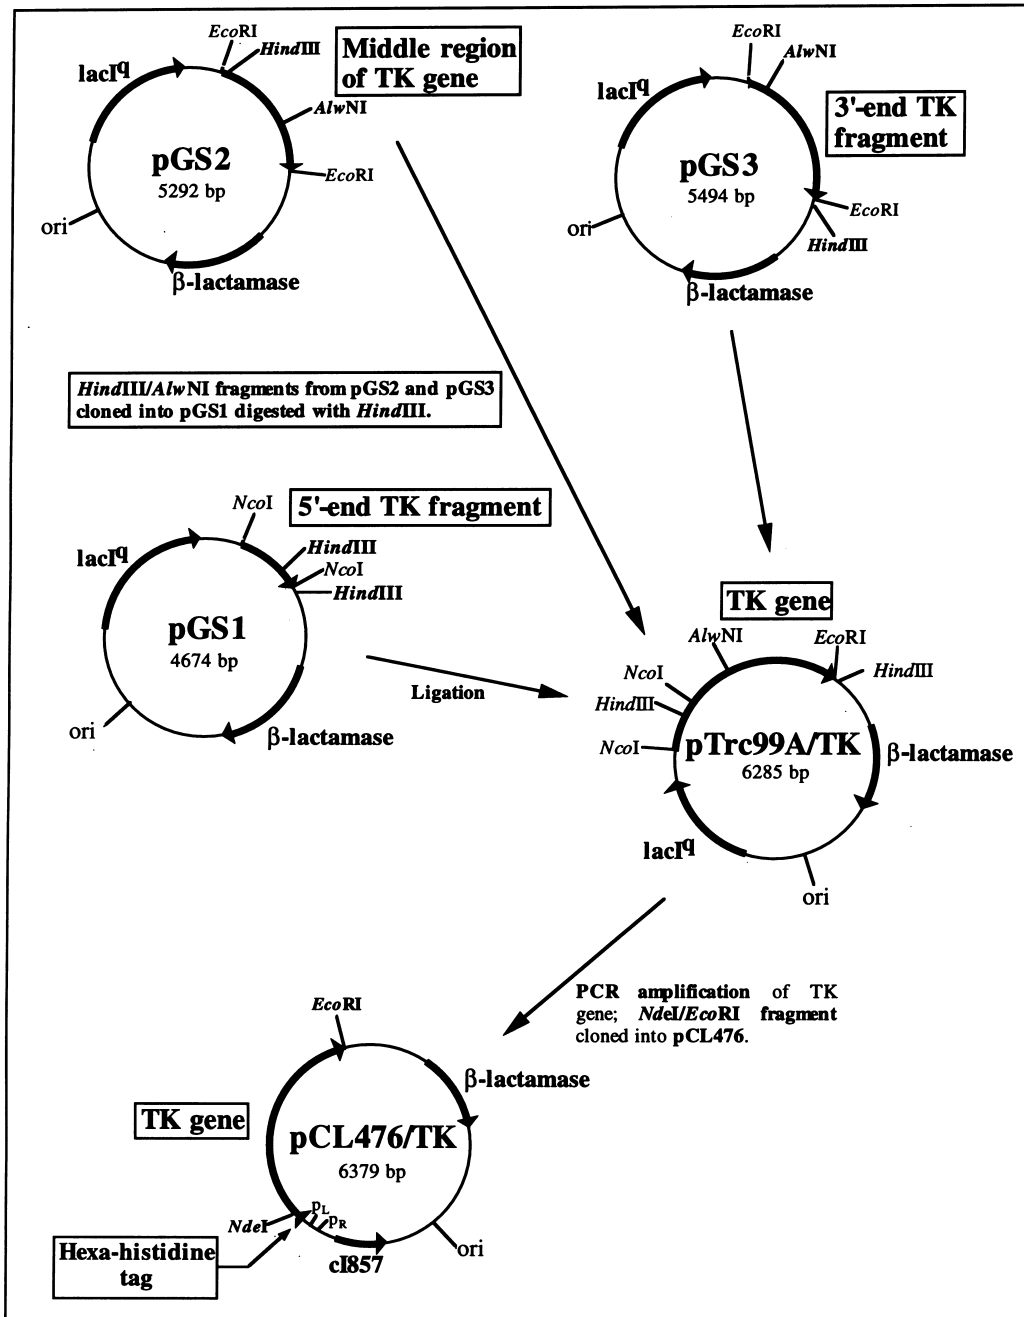 EcoRI
HindIII
Middle region
of TK gene
lacIq
AlwNI
pGS2
5292 bp
EcoRI
ori
β-lactamase
EcoRI
AlwNI
lacIq
3'-end TK
fragment
pGS3
5494 bp
EcoRI
ori
HindIII
β-lactamase
HindIII/AlwNI fragments from pGS2 and pGS3
cloned into pGS1 digested with HindIII.
NcoI
5'-end TK fragment
lacIq
HindIII
NcoI
HindIII
pGS1
4674 bp
ori
β-lactamase
Ligation
TK gene
AlwNI
EcoRI
NcoI
HindIII
HindIII
NcoI
pTrc99A/TK
6285 bp
β-lactamase
lacIq
ori
PCR amplification of TK
gene; NdeI/EcoRI fragment
cloned into pCL476.
EcoRI
β-lactamase
TK gene
pCL476/TK
6379 bp
pL
pR
NdeI
Hexa-histidine
tag
cI857
ori